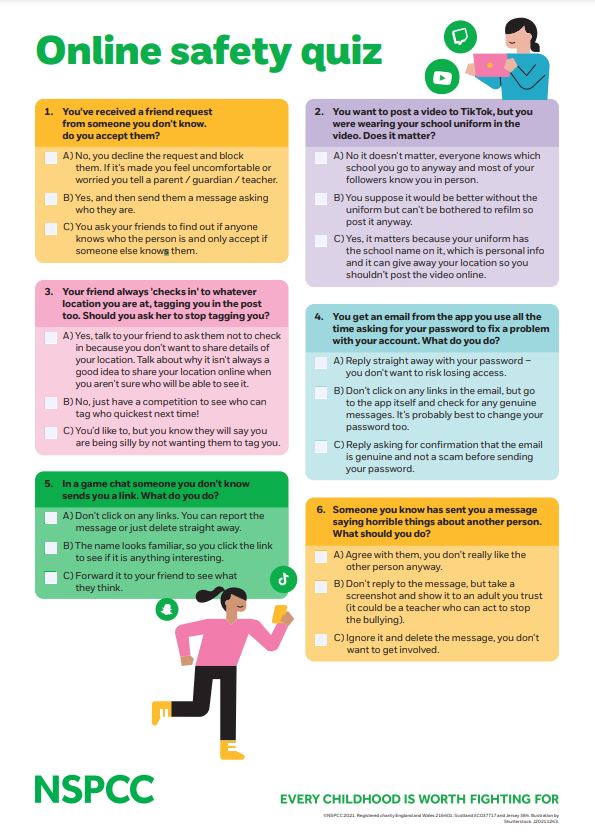 Online safety quiz
1. You've received a friend request
from someone you don't know.
do you accept them?
A) No, you decline the request and block
them. If it's made you feel uncomfortable or
worried you tell a parent / guardian / teacher.
B) Yes, and then send them a message asking
who they are.
C) You ask your friends to find out if anyone
knows who the person is and only accept if
someone else knows them.
2. You want to post a video to TikTok, but you
were wearing your school uniform in the
video. Does it matter?
A) No it doesn't matter, everyone knows which
school you go to anyway and most of your
followers know you in person.
B) You suppose it would be better without the
uniform but can't be bothered to refilm so
post it anyway.
C) Yes, it matters because your uniform has
the school name on it, which is personal info
and it can give away your location so you
shouldn't post the video online.
3. Your friend always 'checks in' to whatever
location you are at, tagging you in the post
too. Should you ask her to stop tagging you?
A) Yes, talk to your friend to ask them not to check
in because you don't want to share details of
your location. Talk about why it isn't always a
good idea to share your location online when
you aren't sure who will be able to see it.
B) No, just have a competition to see who can
tag who quickest next time!
C) You'd like to, but you know they will say you
are being silly by not wanting them to tag you.
4. You get an email from the app you use all the
time asking for your password to fix a problem
with your account. What do you do?
A) Reply straight away with your password –
you don't want to risk losing access.
B) Don't click on any links in the email, but go
to the app itself and check for any genuine
messages. It's probably best to change your
password too.
C) Reply asking for confirmation that the email
is genuine and not a scam before sending
your password.
5. In a game chat someone you don't know
sends you a link. What do you do?
A) Don't click on any links. You can report the
message or just delete straight away.
B) The name looks familiar, so you click the link
to see if it is anything interesting.
C) Forward it to your friend to see what
they think.
6. Someone you know has sent you a message
saying horrible things about another person.
What should you do?
A) Agree with them, you don't really like the
other person anyway.
B) Don't reply to the message, but take a
screenshot and show it to an adult you trust
(it could be a teacher who can act to stop
the bullying).
C) Ignore it and delete the message, you don't
want to get involved.
NSPCC
EVERY CHILDHOOD IS WORTH FIGHTING FOR
©NSPCC 2021. Registered charity England and Wales 216401. Scotland SC037717 and Jersey 384. Illustration by
Shutterstock.